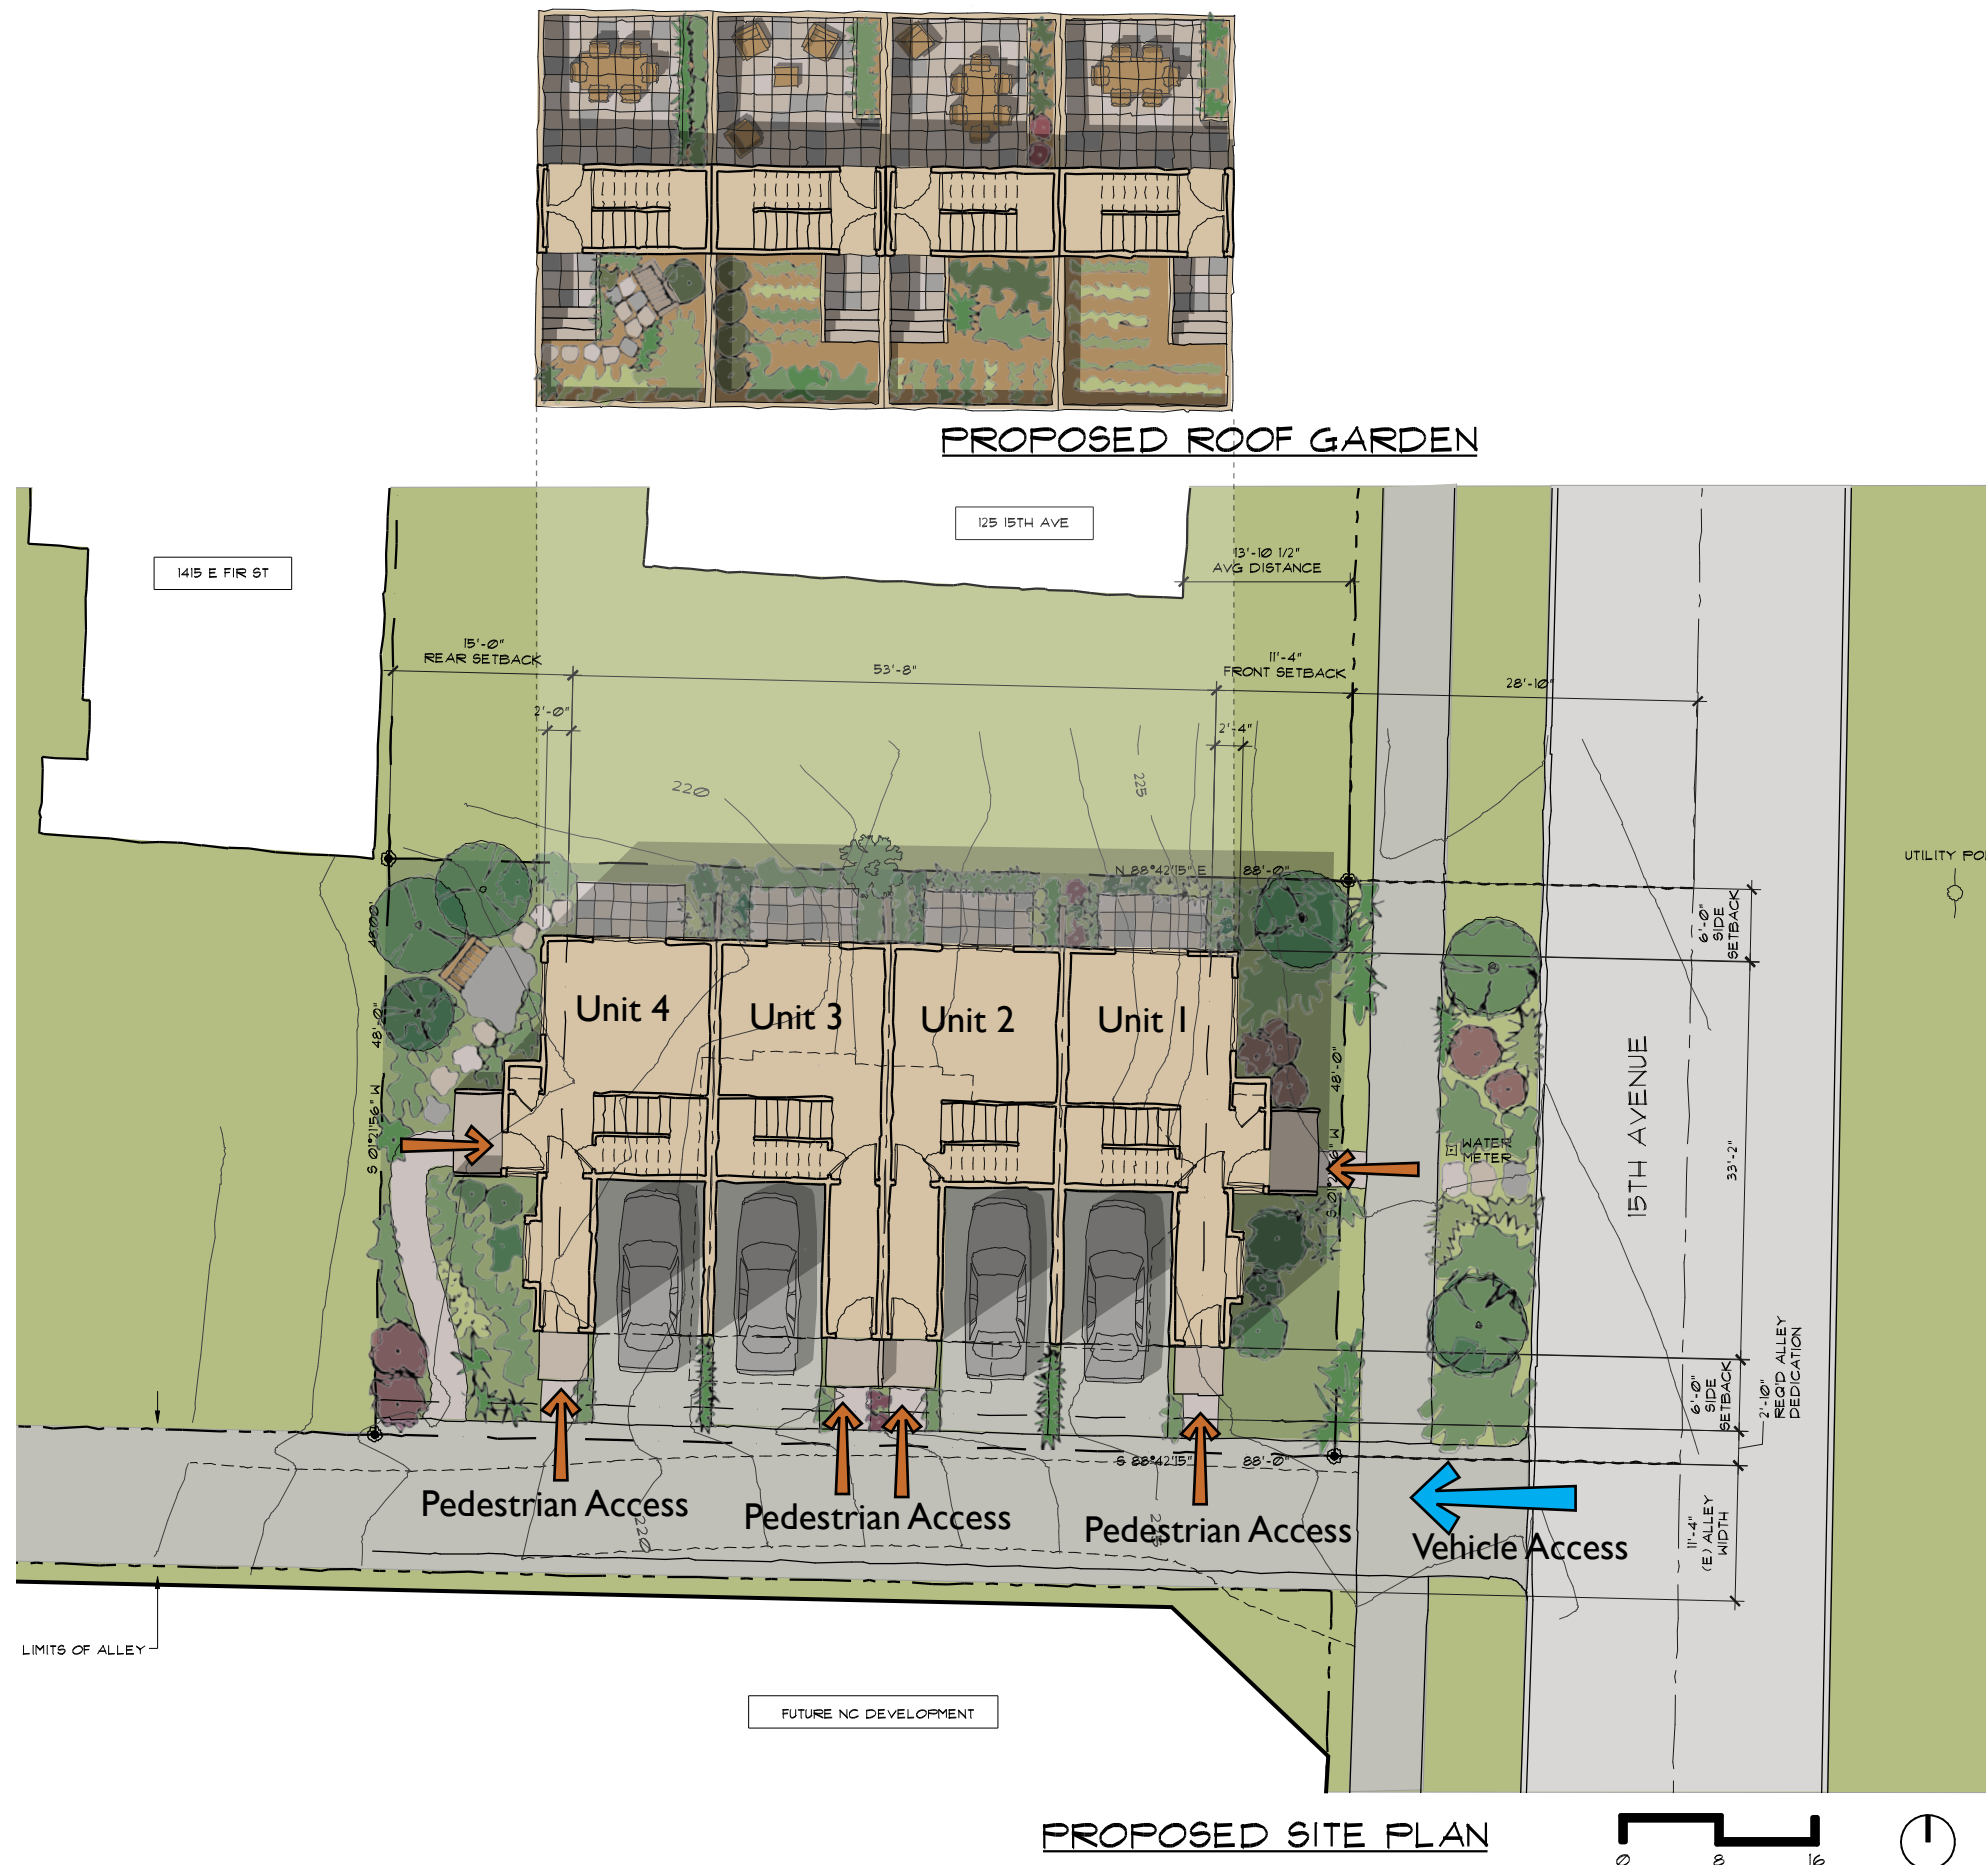 PROPOSED ROOF GARDEN
125 15TH AVE
1415 E FIR ST
13'-10 1/2"
AVG DISTANCE
15'-0"
REAR SETBACK
53'-8"
11'-4"
FRONT SETBACK
28'-10"
2'-0"
2'-4"
220
225
UTILITY PO
N 88°42'15" E
88'-0"
48.00'
48'-0"
S 01°21'56" W
6'-0"
SIDE
SETBACK
Unit 4
Unit 3
Unit 2
Unit 1
48'-0"
WATER
METER
15TH AVENUE
33'-2"
6'-0"
SIDE
SETBACK
2'-10"
REQ'D ALLEY
DEDICATION
S 88°42'15"
88'-0"
Pedestrian Access
Pedestrian Access
Pedestrian Access
Vehicle Access
220
11'-4"
(E) ALLEY
WIDTH
LIMITS OF ALLEY
FUTURE NC DEVELOPMENT
PROPOSED SITE PLAN
0 8 16